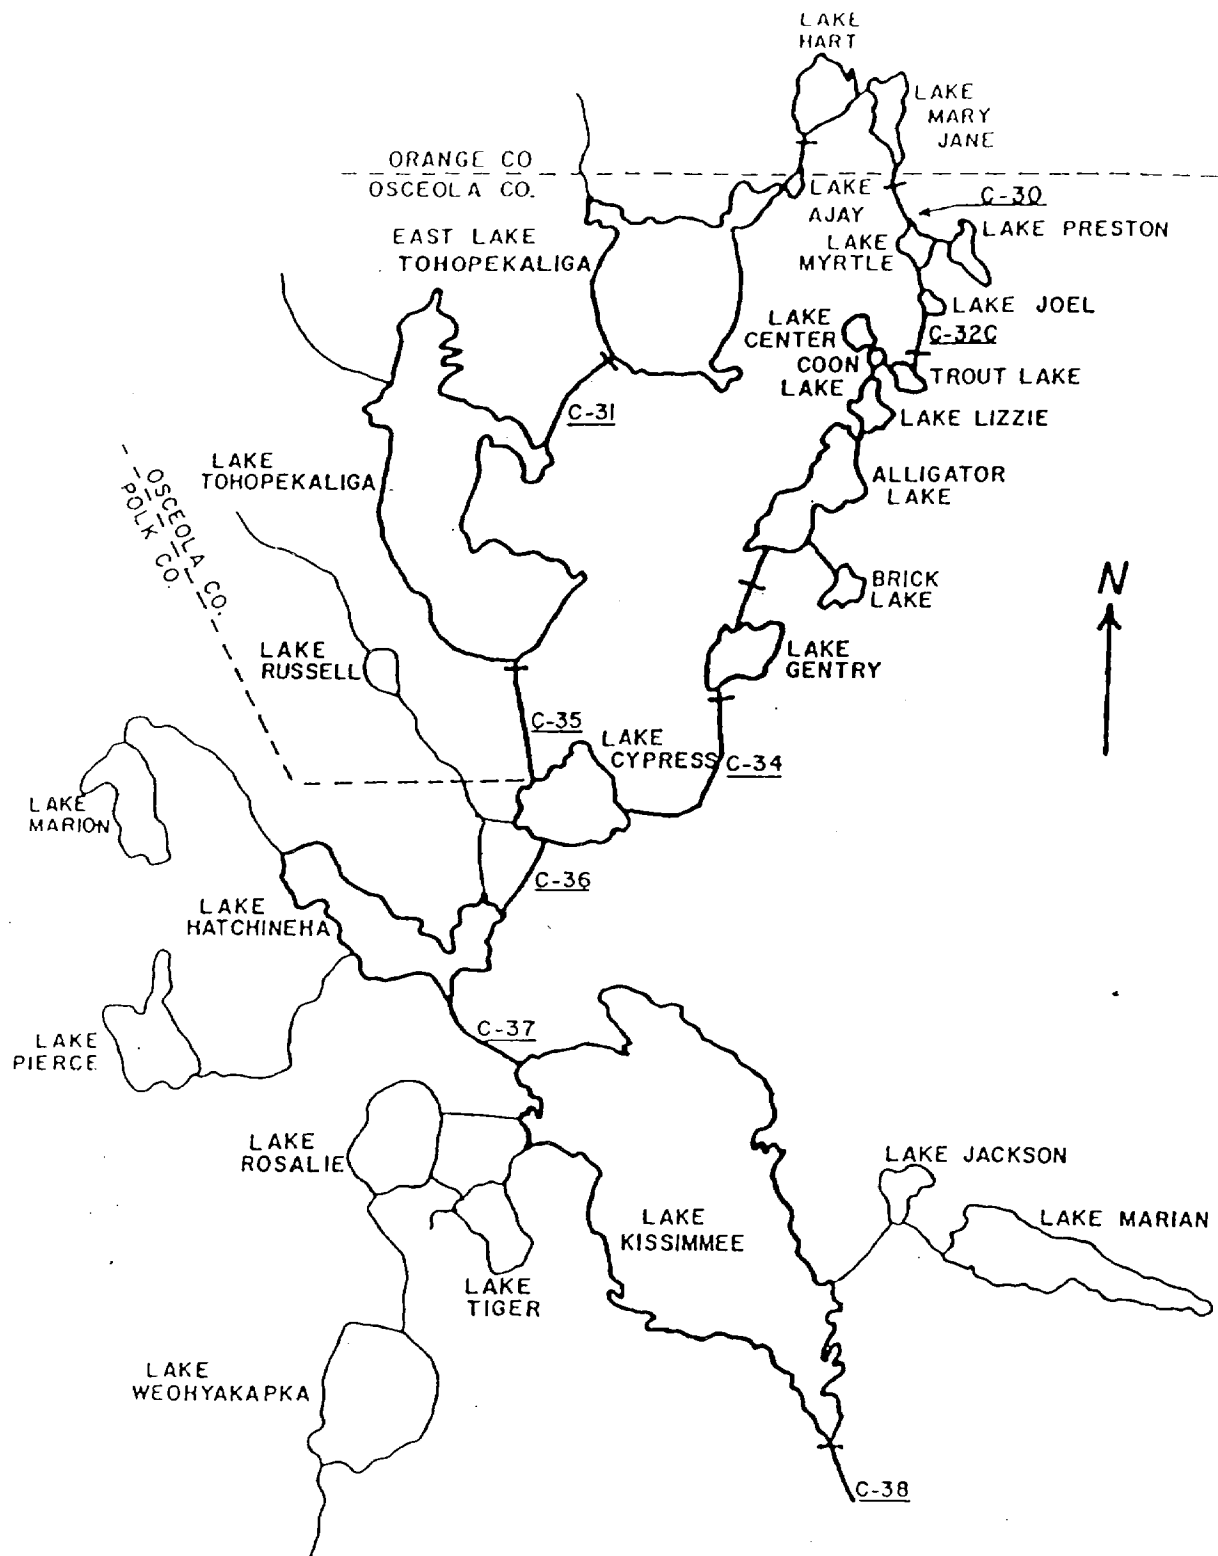 LAKE
HART
LAKE
MARY
JANE
ORANGE CO
OSCEOLA CO.
LAKE
AJAY
C-30
LAKE PRESTON
EAST LAKE
TOHOPEKALIGA
LAKE
MYRTLE
LAKE JOEL
LAKE
CENTER
C-32C
COON
LAKE
TROUT LAKE
C-31
LAKE LIZZIE
LAKE
TOHOPEKALIGA
ALLIGATOR
LAKE
OSCEOLA CO.
POLK CO.
BRICK
LAKE
N
LAKE
RUSSELL
LAKE
GENTRY
C-35
LAKE
CYPRESS
C-34
LAKE
MARION
C-36
LAKE
HATCHINEHA
C-37
LAKE
PIERCE
LAKE
ROSALIE
LAKE JACKSON
LAKE
KISSIMMEE
LAKE MARIAN
LAKE
TIGER
LAKE
WEOHYAKAPKA
C-38